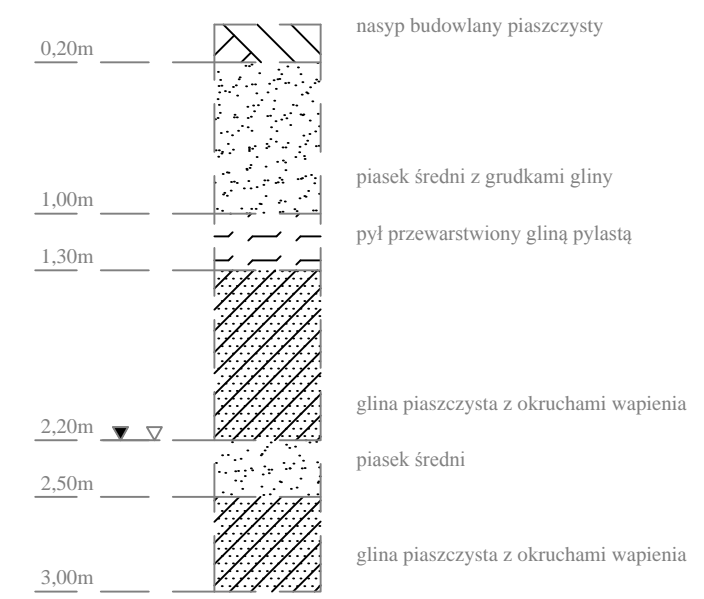 nasyp budowlany piaszczysty
0,20m
piasek średni z grudkami gliny
1,00m
pył przewarstwiony gliną pylastą
1,30m
glina piaszczysta z okruchami wapienia
2,20m
piasek średni
2,50m
glina piaszczysta z okruchami wapienia
3,00m